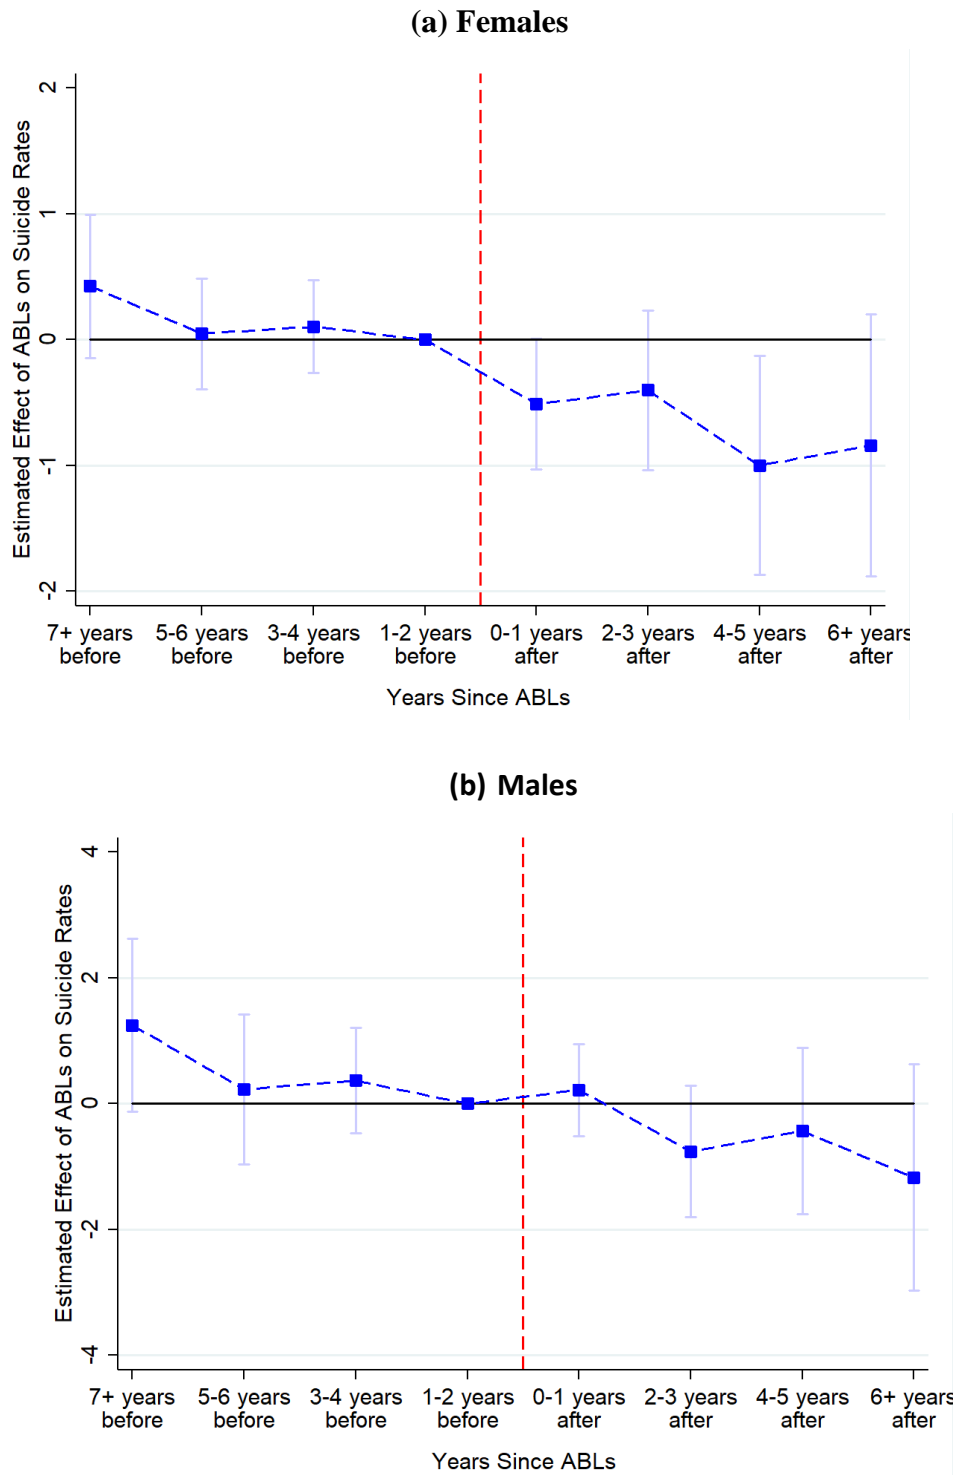 (a) Females
Estimated Effect of ABLs on Suicide Rates
2
1
0
-1
-2
7+ years before
5-6 years before
3-4 years before
1-2 years before
0-1 years after
2-3 years after
4-5 years after
6+ years after
Years Since ABLs
(b) Males
Estimated Effect of ABLs on Suicide Rates
4
2
0
-2
-4
7+ years before
5-6 years before
3-4 years before
1-2 years before
0-1 years after
2-3 years after
4-5 years after
6+ years after
Years Since ABLs